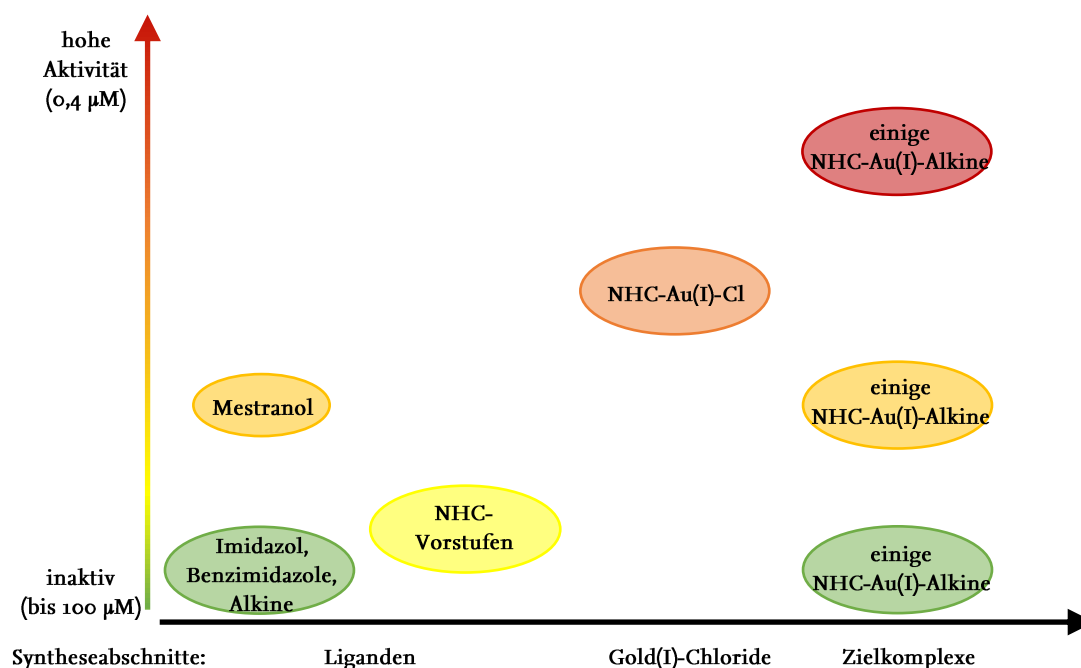 hohe
Aktivität
(0,4 µM)
einige
NHC-Au(I)-Alkine
NHC-Au(I)-Cl
Mestranol
einige
NHC-Au(I)-Alkine
NHC-
Vorstufen
Imidazol,
Benzimidazole,
Alkine
einige
NHC-Au(I)-Alkine
inaktiv
(bis 100 µM)
Syntheseabschnitte: Liganden Gold(I)-Chloride Zielkomplexe